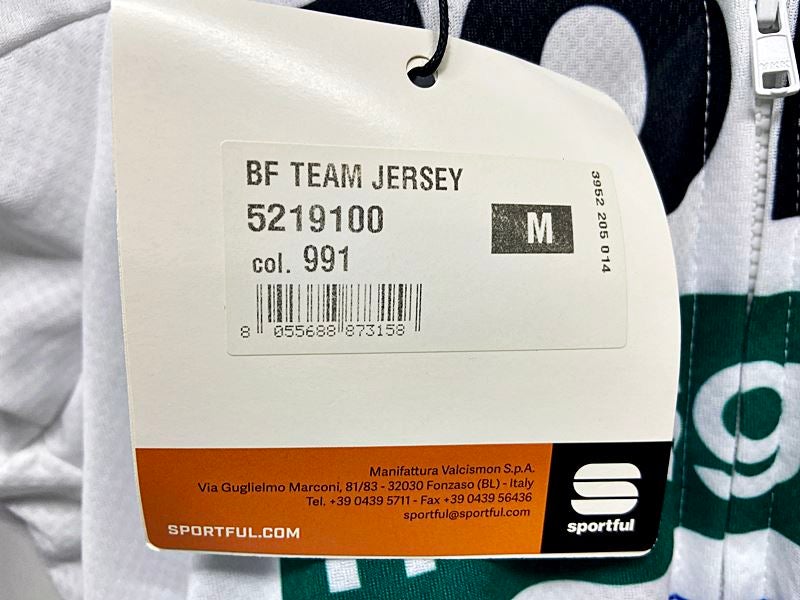 BF TEAM JERSEY
5219100
M
col. 991
8 055688 873158
3952 205 014
Manifattura Valcismon S.p.A.
Via Guglielmo Marconi, 81/83 - 32030 Fonzaso (BL) - Italy
Tel. +39 0439 5711 - Fax +39 0439 56436
sportful@sportful.com
SPORTFUL.COM
sportful
YKK
g